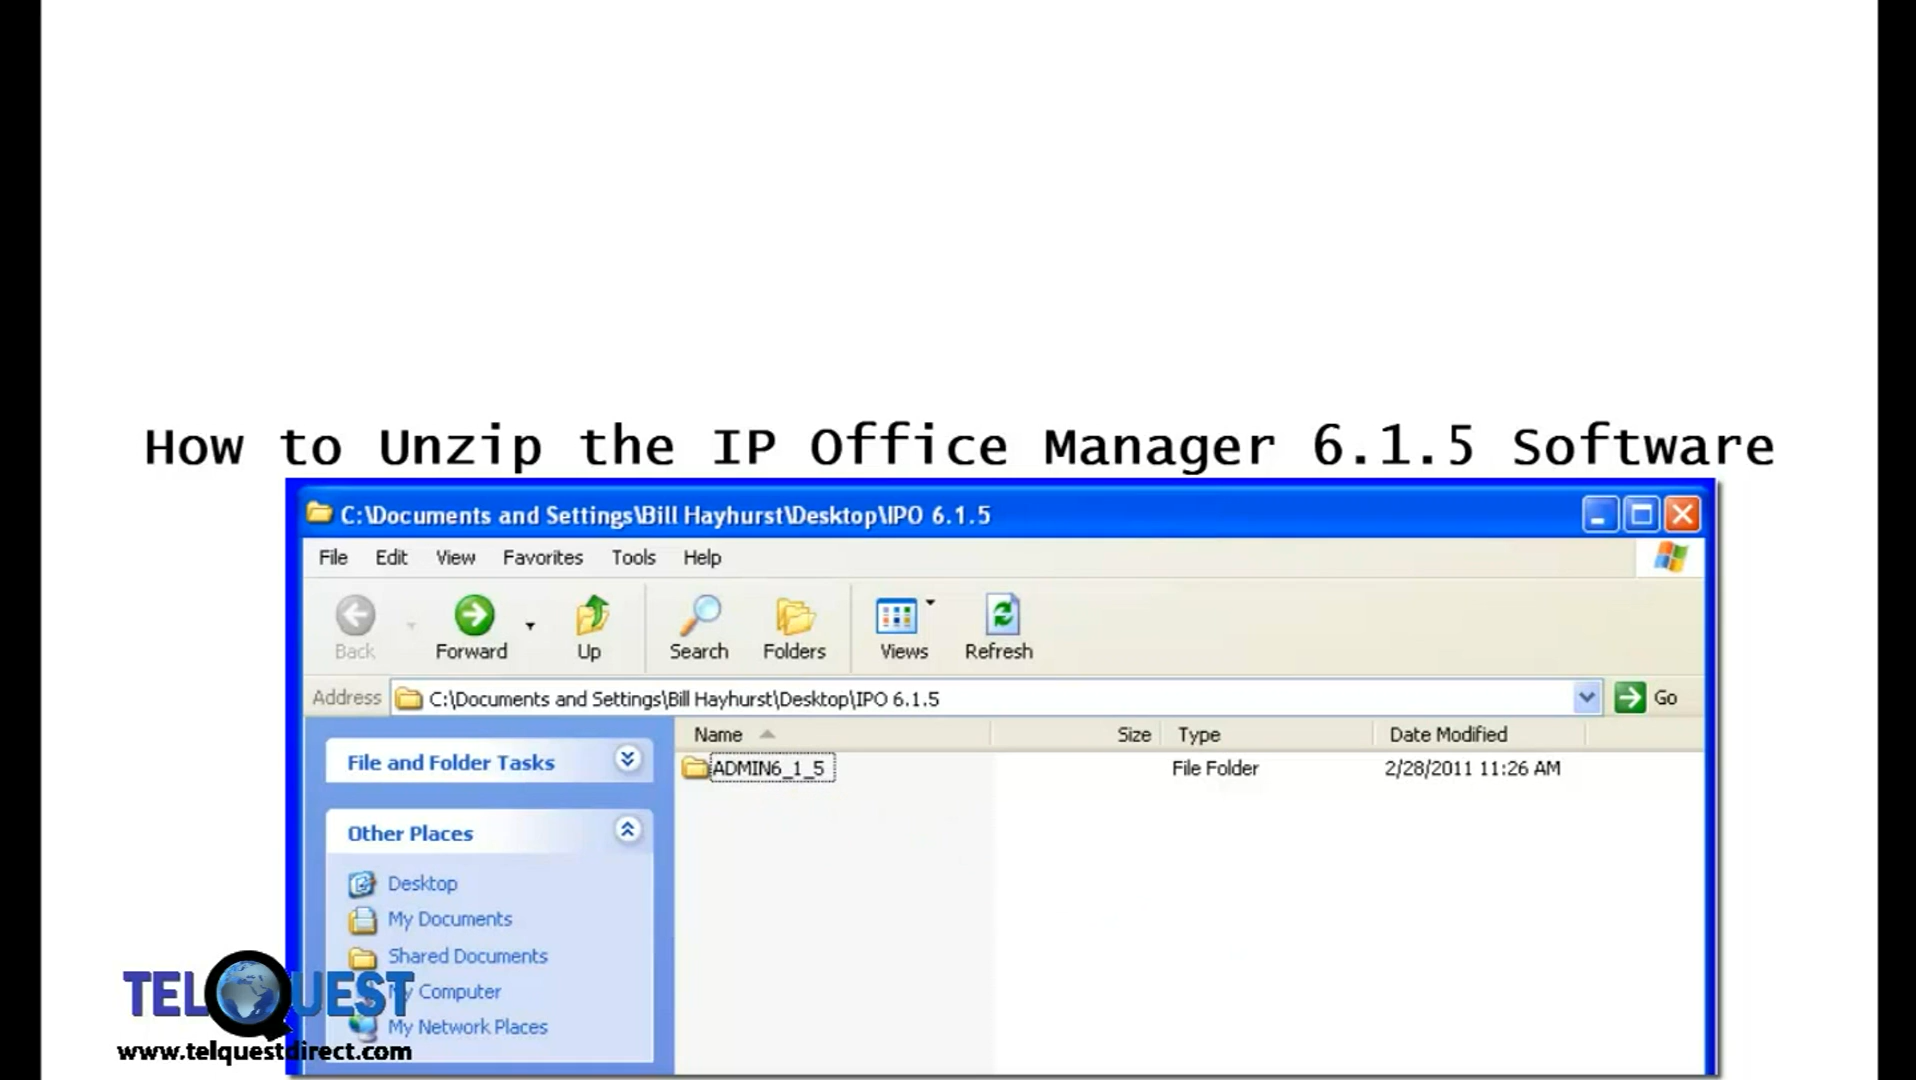 How to Unzip the IP Office Manager 6.1.5 Software
C:\Documents and Settings\Bill Hayhurst\Desktop\IPO 6.1.5
File Edit View Favorites Tools Help
Back Forward Up Search Folders Views Refresh
Address C:\Documents and Settings\Bill Hayhurst\Desktop\IPO 6.1.5 Go
Name Size Type Date Modified
ADMIN6_1_5 File Folder 2/28/2011 11:26 AM
File and Folder Tasks
Other Places
Desktop
My Documents
Shared Documents
My Computer
My Network Places
TELQUEST
www.telquestdirect.com